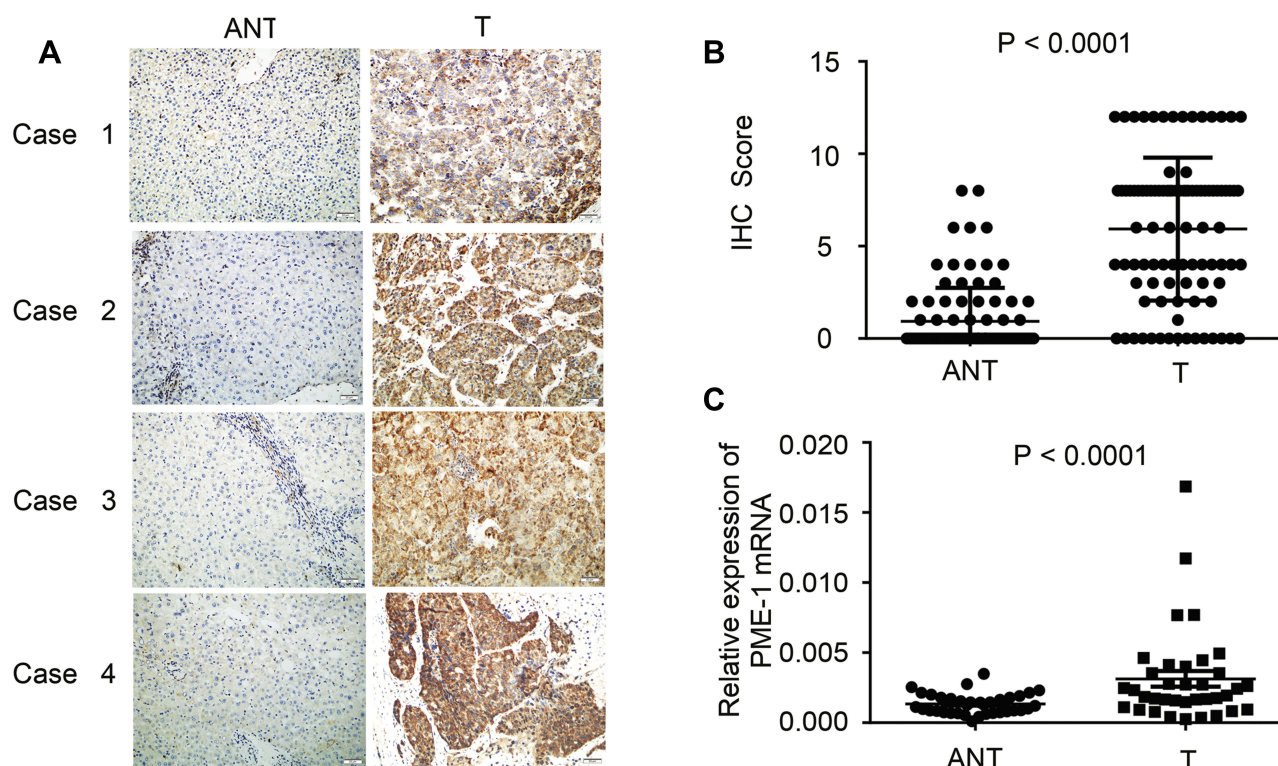 A
ANT
T
Case 1
Case 2
Case 3
Case 4
B
P < 0.0001
IHC Score
15
10
5
0
ANT
T
C
P < 0.0001
Relative expression of
PME-1 mRNA
0.020
0.015
0.010
0.005
0.000
ANT
T